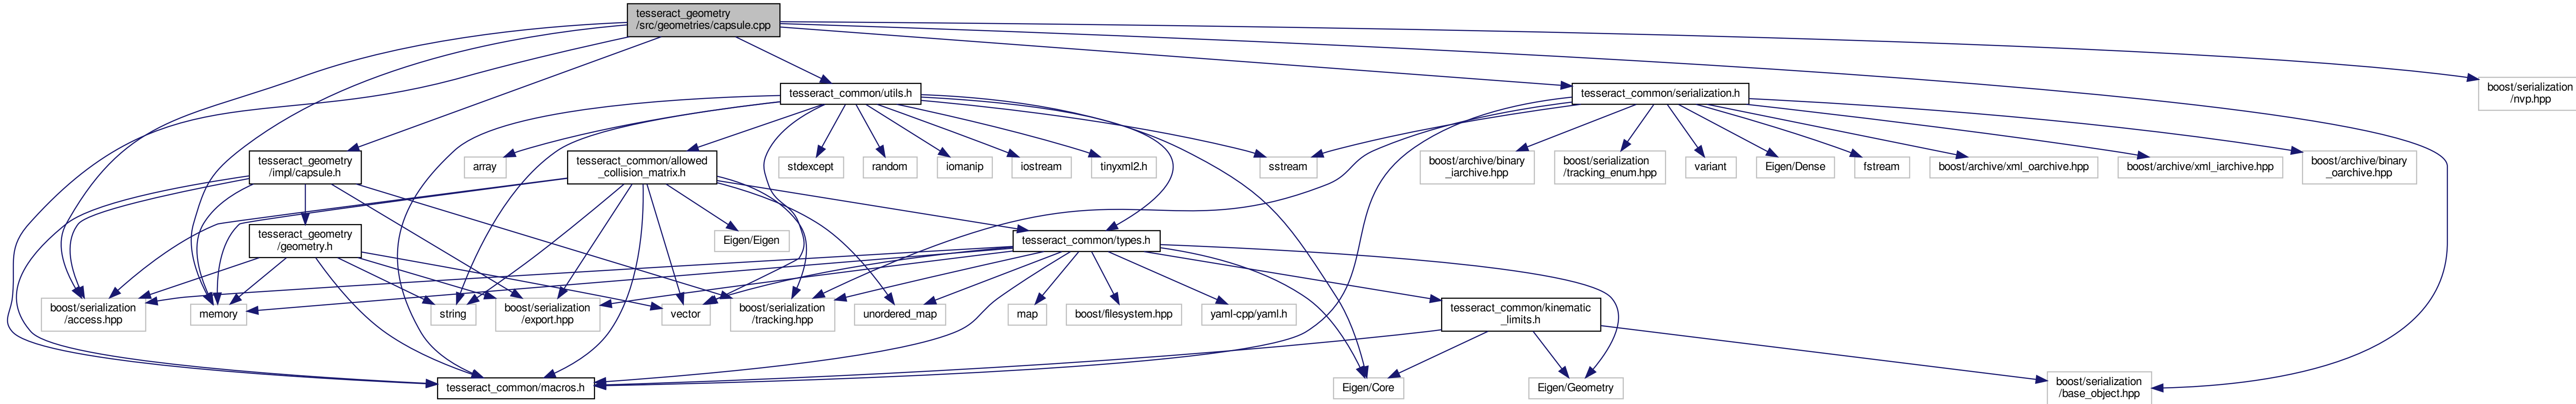 tesseract_geometry
/src/geometries/capsule.cpp
tesseract_common/utils.h
tesseract_common/serialization.h
boost/serialization
/nvp.hpp
tesseract_geometry
/impl/capsule.h
array
tesseract_common/allowed
_collision_matrix.h
stdexcept
random
iomanip
iostream
tinyxml2.h
sstream
boost/archive/binary
_iarchive.hpp
boost/serialization
/tracking_enum.hpp
variant
Eigen/Dense
fstream
boost/archive/xml_oarchive.hpp
boost/archive/xml_iarchive.hpp
boost/archive/binary
_oarchive.hpp
tesseract_geometry
/geometry.h
Eigen/Eigen
tesseract_common/types.h
boost/serialization
/access.hpp
memory
string
boost/serialization
/export.hpp
vector
boost/serialization
/tracking.hpp
unordered_map
map
boost/filesystem.hpp
yaml-cpp/yaml.h
tesseract_common/kinematic
_limits.h
tesseract_common/macros.h
Eigen/Core
Eigen/Geometry
boost/serialization
/base_object.hpp